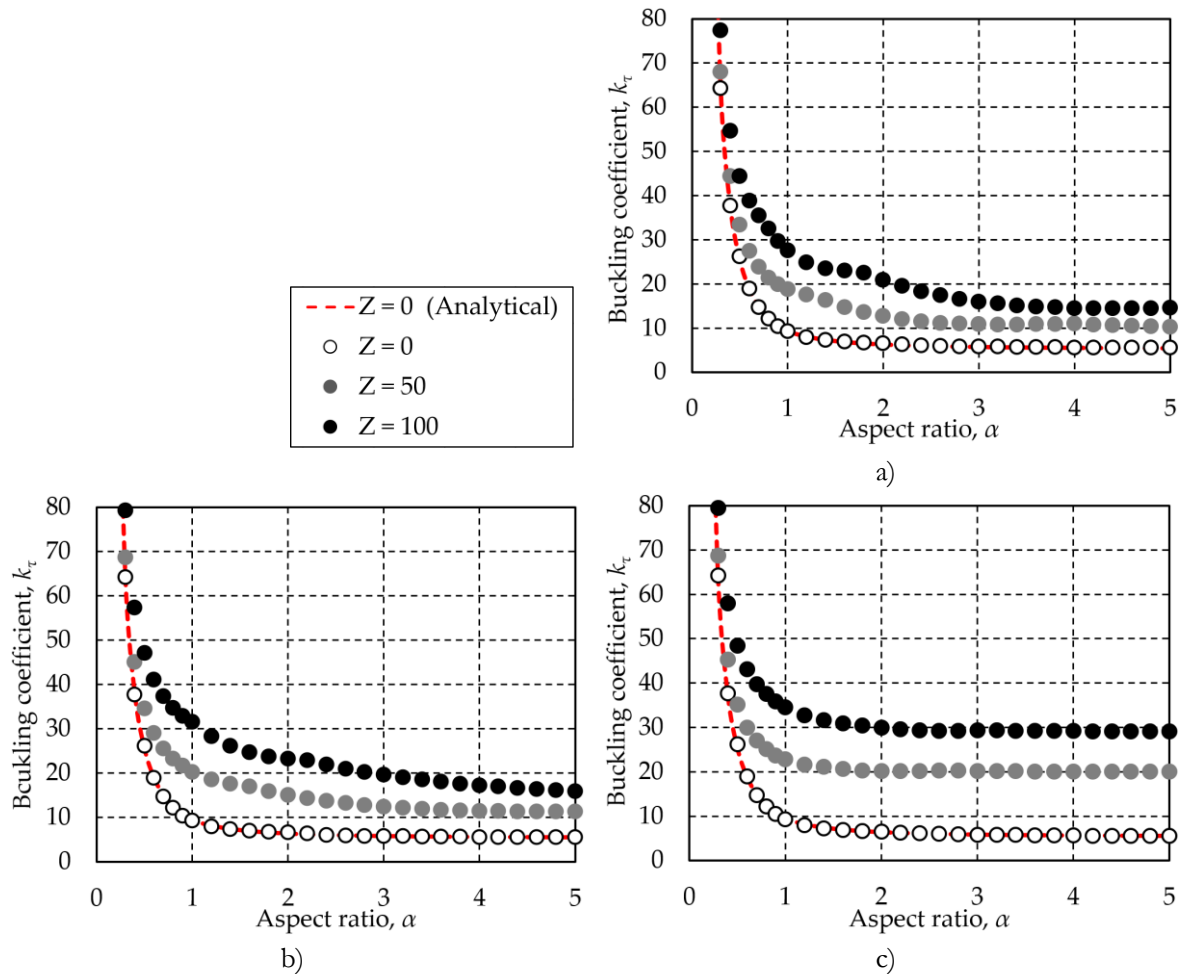 80
70
60
50
40
30
20
10
0
Buckling coefficient, kτ
0 1 2 3 4 5
Aspect ratio, α
a)
Z = 0 (Analytical)
Z = 0
Z = 50
Z = 100
80
70
60
50
40
30
20
10
0
Bcukling coefficient, kτ
0 1 2 3 4 5
Aspect ratio, α
b)
80
70
60
50
40
30
20
10
0
Buckling coefficient, kτ
0 1 2 3 4 5
Aspect ratio, α
c)